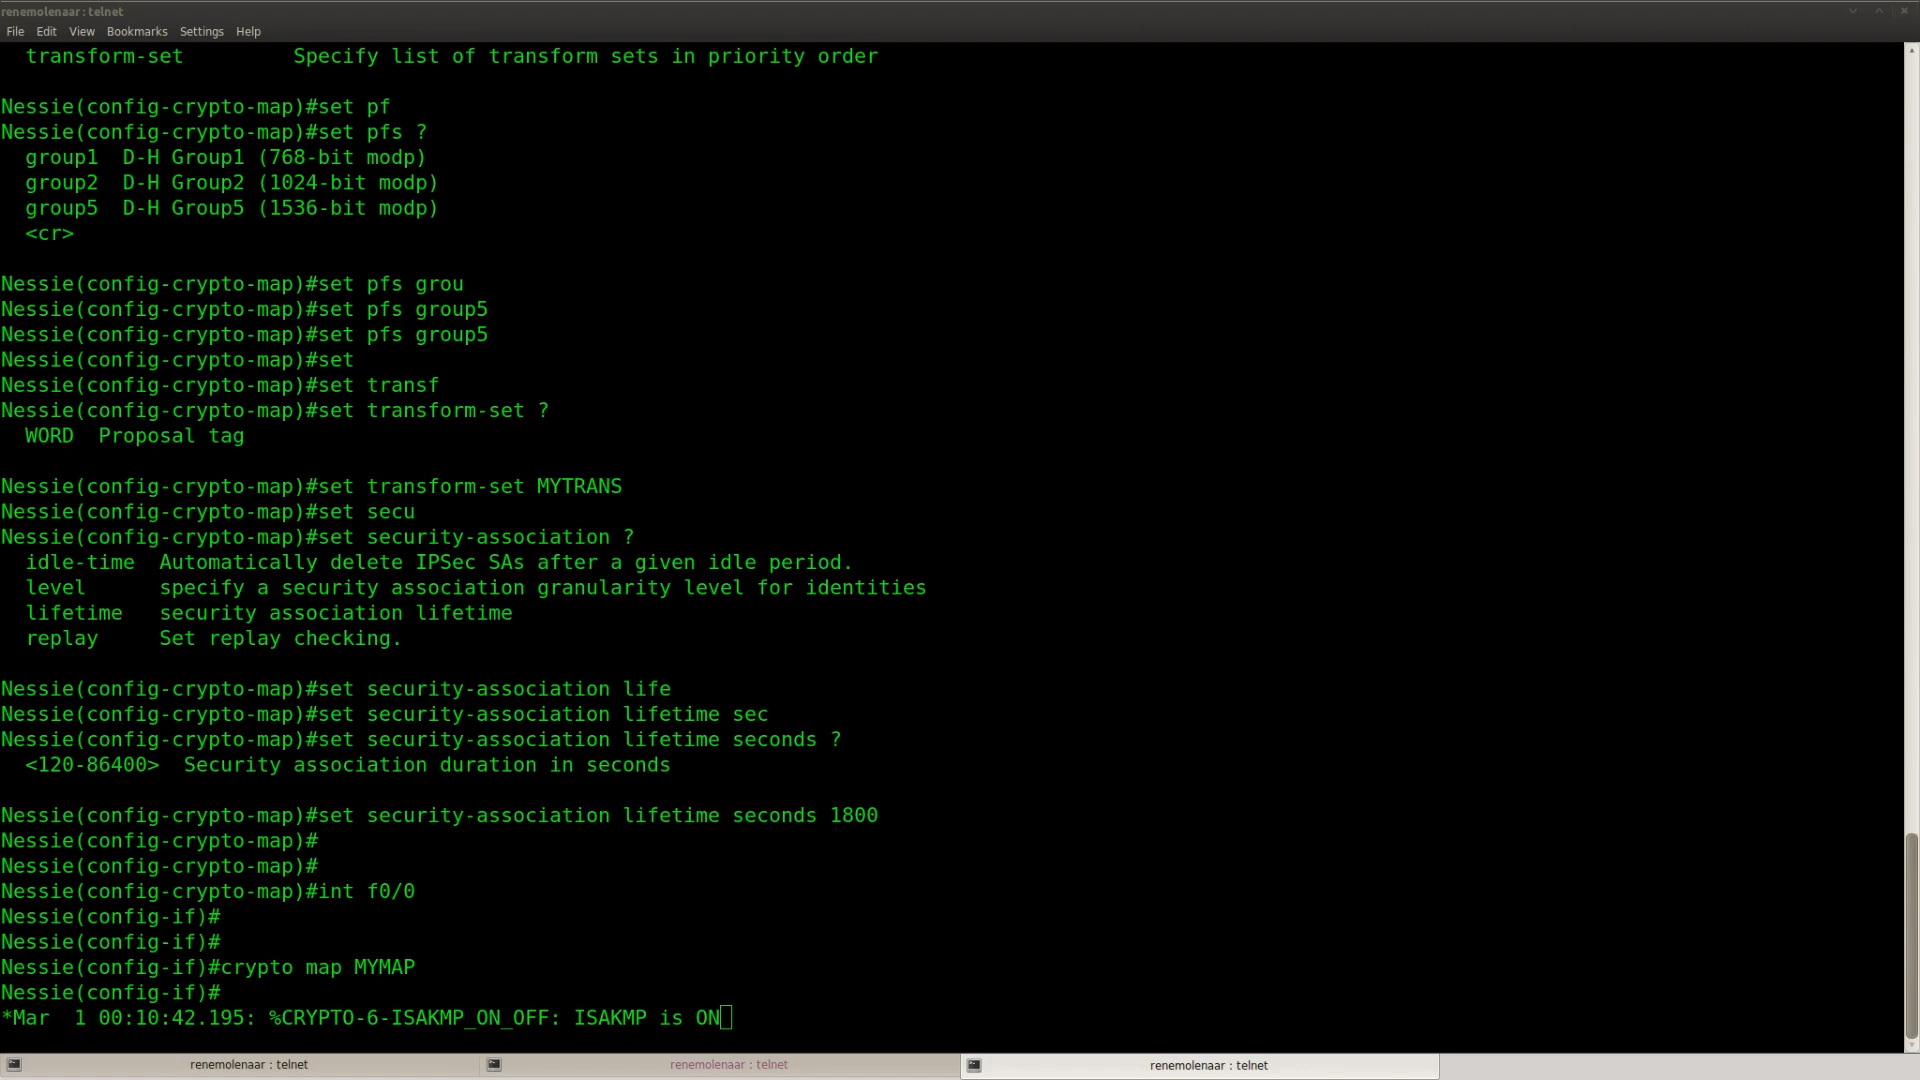 renemolenaar : telnet
File Edit View Bookmarks Settings Help
  transform-set         Specify list of transform sets in priority order
Nessie(config-crypto-map)#set pf
Nessie(config-crypto-map)#set pfs ?
  group1  D-H Group1 (768-bit modp)
  group2  D-H Group2 (1024-bit modp)
  group5  D-H Group5 (1536-bit modp)
  <cr>
Nessie(config-crypto-map)#set pfs grou
Nessie(config-crypto-map)#set pfs group5
Nessie(config-crypto-map)#set pfs group5
Nessie(config-crypto-map)#set
Nessie(config-crypto-map)#set transf
Nessie(config-crypto-map)#set transform-set ?
  WORD  Proposal tag
Nessie(config-crypto-map)#set transform-set MYTRANS
Nessie(config-crypto-map)#set secu
Nessie(config-crypto-map)#set security-association ?
  idle-time  Automatically delete IPSec SAs after a given idle period.
  level      specify a security association granularity level for identities
  lifetime   security association lifetime
  replay     Set replay checking.
Nessie(config-crypto-map)#set security-association life
Nessie(config-crypto-map)#set security-association lifetime sec
Nessie(config-crypto-map)#set security-association lifetime seconds ?
  <120-86400>  Security association duration in seconds
Nessie(config-crypto-map)#set security-association lifetime seconds 1800
Nessie(config-crypto-map)#
Nessie(config-crypto-map)#
Nessie(config-crypto-map)#int f0/0
Nessie(config-if)#
Nessie(config-if)#
Nessie(config-if)#crypto map MYMAP
Nessie(config-if)#
*Mar  1 00:10:42.195: %CRYPTO-6-ISAKMP_ON_OFF: ISAKMP is ON
renemolenaar : telnet renemolenaar : telnet renemolenaar : telnet